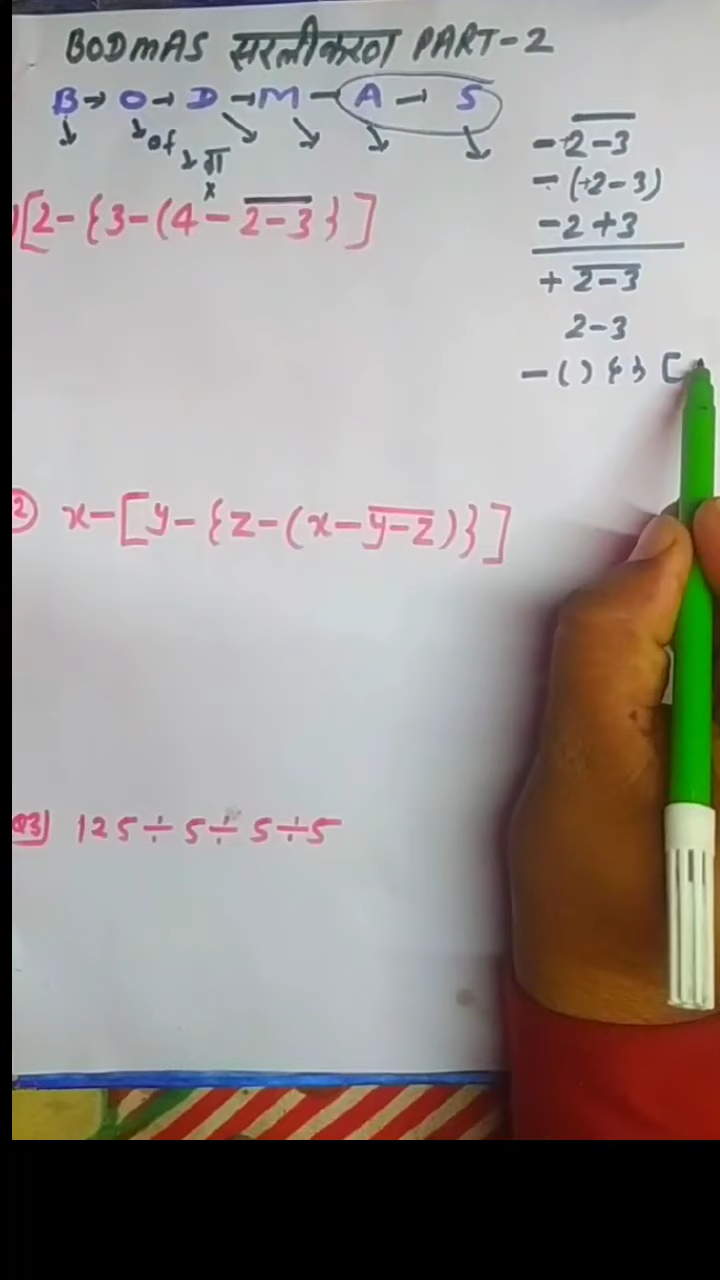 BODMAS सरलीकरण PART-2
B→ O→ D→M→A→ S
of का
×
)[2-{3-(4-2̅-̅3̅}]
-2̅-̅3̅
-(+2-3)
-2+3
+2̅-̅3̅
2-3
-( ) { } [
② x-[y-{z-(x-y̅-̅z̅)}]
Q3) 125÷5÷5÷5